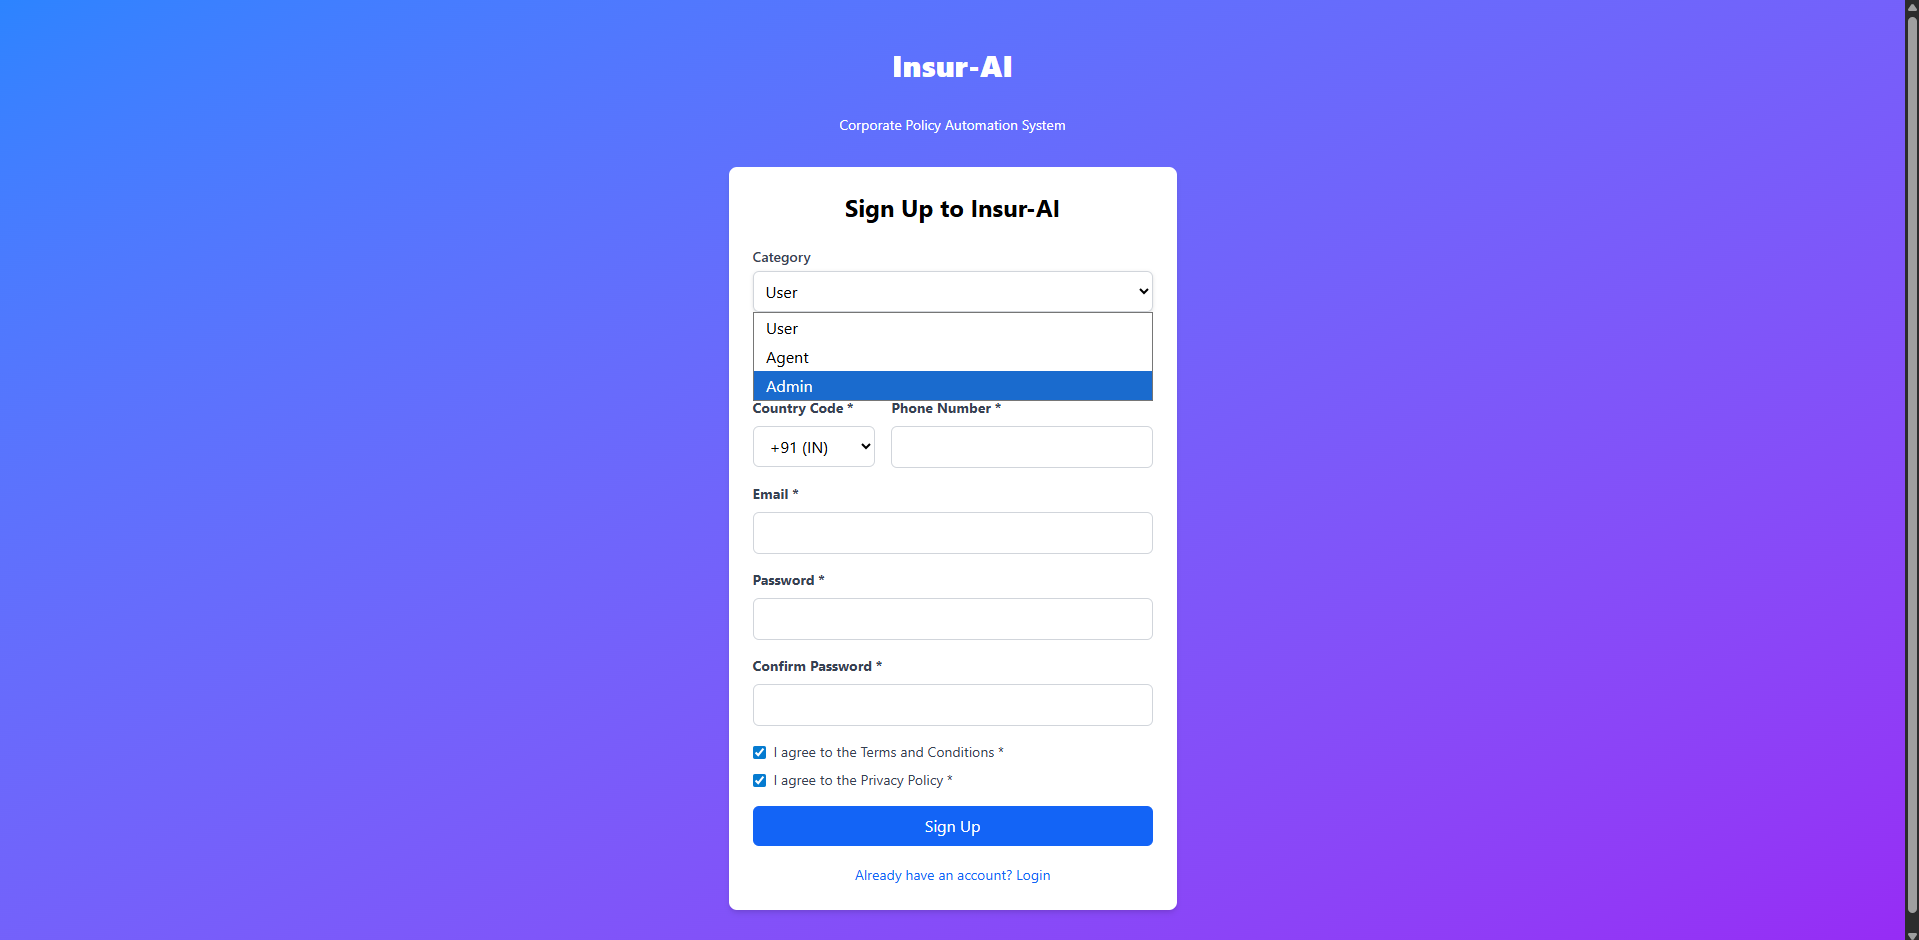 Insur-AI
Corporate Policy Automation System
Sign Up to Insur-AI
Category
User
User
Agent
Admin
Country Code * Phone Number *
+91 (IN)
Email *
Password *
Confirm Password *
I agree to the Terms and Conditions *
I agree to the Privacy Policy *
Sign Up
Already have an account? Login